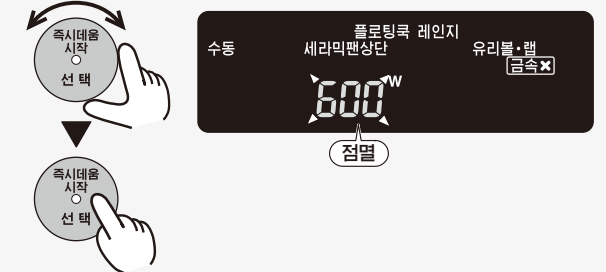 즉시데움
시작
선 택
플로팅쿡 레인지
수동 세라믹팬상단 유리볼•랩
금속✖
600W
점멸
즉시데움
시작
선 택